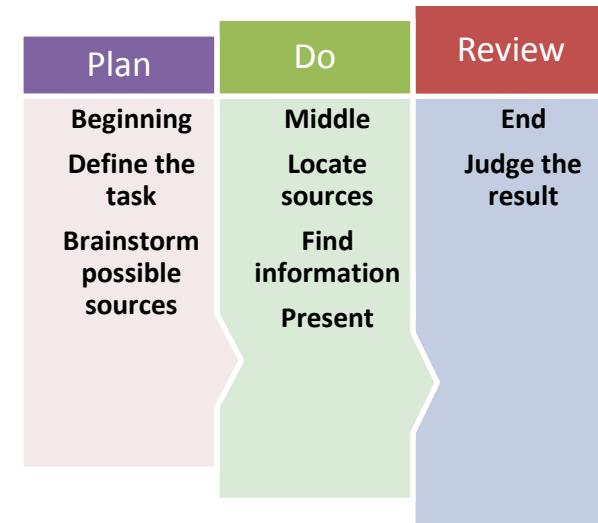 Plan
Beginning
Define the
task
Brainstorm
possible
sources
Do
Middle
Locate
sources
Find
information
Present
Review
End
Judge the
result